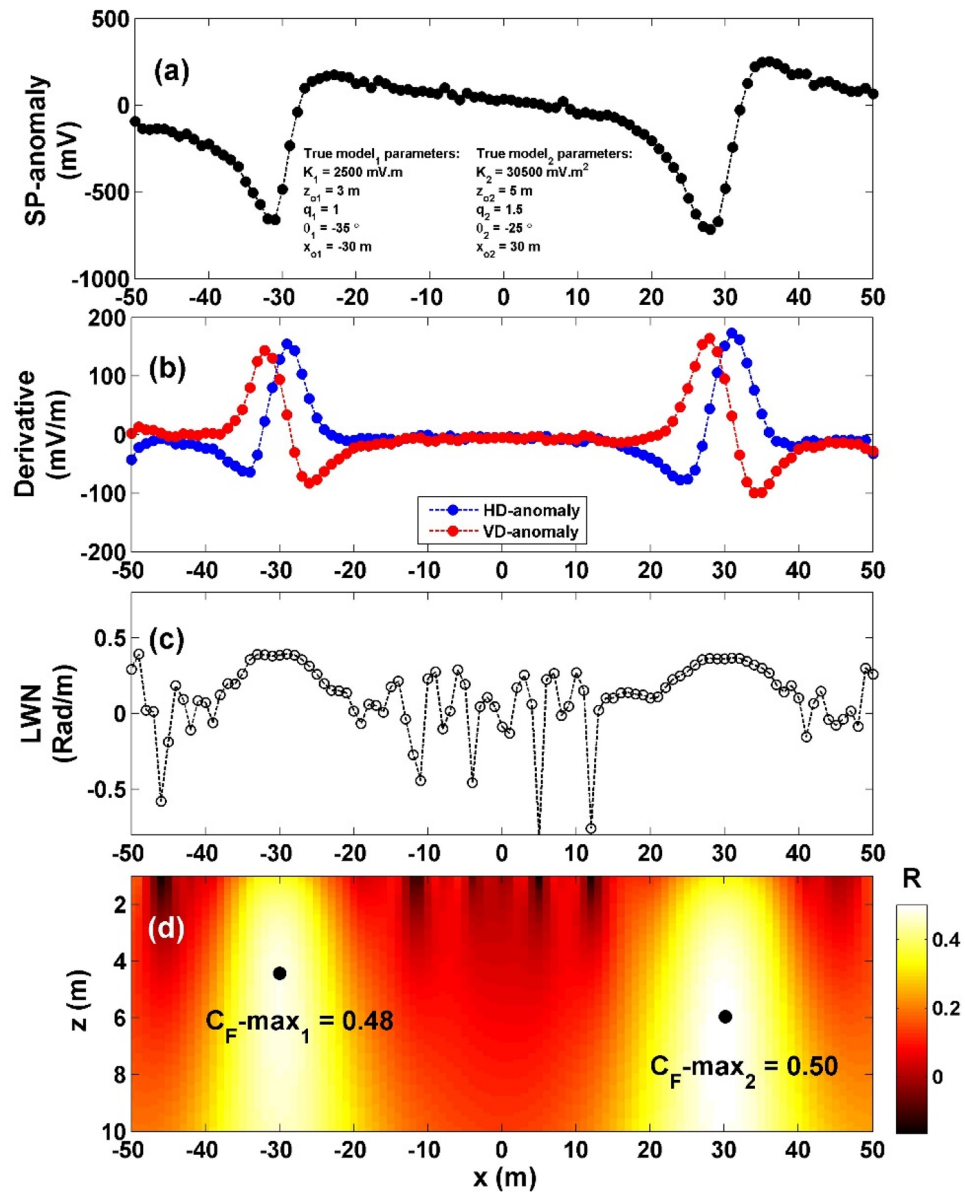 500
0
-500
-1000
SP-anomaly
(mV)
(a)
True model₁ parameters:
K₁ = 2500 mV.m
zₒ₁ = 3 m
q₁ = 1
θ₁ = -35 °
xₒ₁ = -30 m
True model₂ parameters:
K₂ = 30500 mV.m²
zₒ₂ = 5 m
q₂ = 1.5
θ₂ = -25 °
xₒ₂ = 30 m
-50 -40 -30 -20 -10 0 10 20 30 40 50
200
100
0
-100
-200
Derivative
(mV/m)
(b)
HD-anomaly
VD-anomaly
-50 -40 -30 -20 -10 0 10 20 30 40 50
0.5
0
-0.5
LWN
(Rad/m)
(c)
-50 -40 -30 -20 -10 0 10 20 30 40 50
2
4
6
8
10
z (m)
(d)
C_F-max₁ = 0.48
C_F-max₂ = 0.50
R
0.4
0.2
0
-50 -40 -30 -20 -10 0 10 20 30 40 50
x (m)